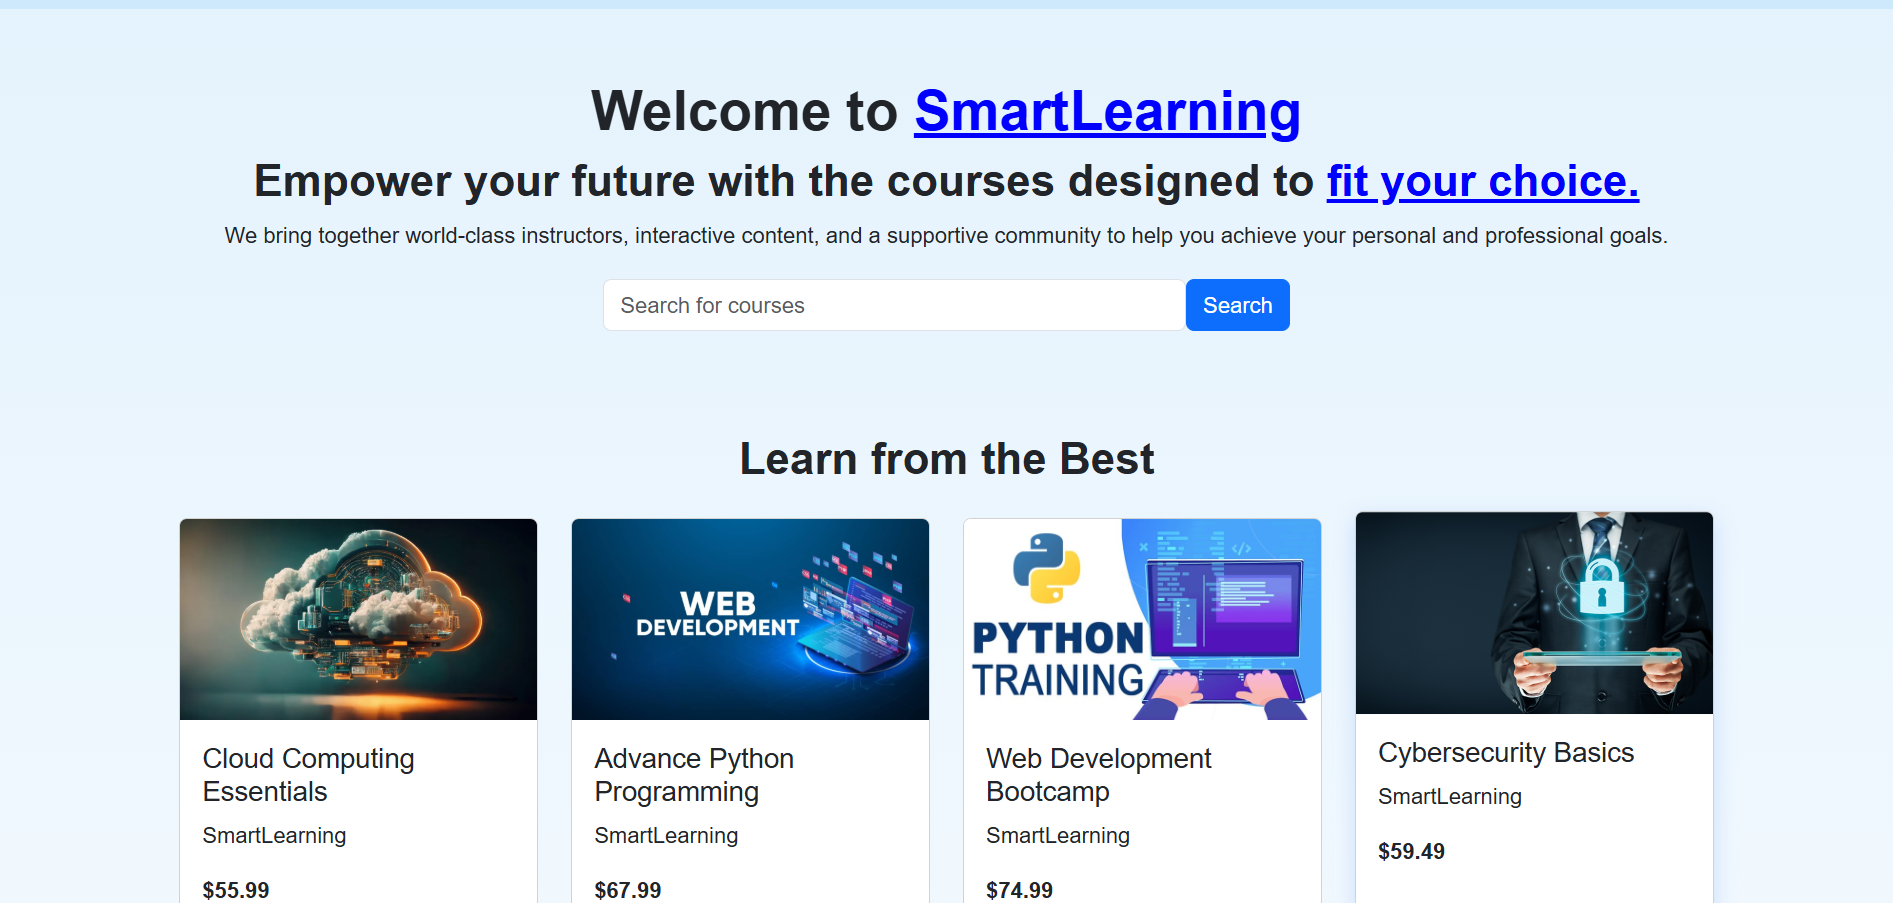 Welcome to SmartLearning
Empower your future with the courses designed to fit your choice.
We bring together world-class instructors, interactive content, and a supportive community to help you achieve your personal and professional goals.
Search for courses
Search
Learn from the Best
WEB
DEVELOPMENT
PYTHON
TRAINING
Cloud Computing
Essentials
SmartLearning
$55.99
Advance Python
Programming
SmartLearning
$67.99
Web Development
Bootcamp
SmartLearning
$74.99
Cybersecurity Basics
SmartLearning
$59.49